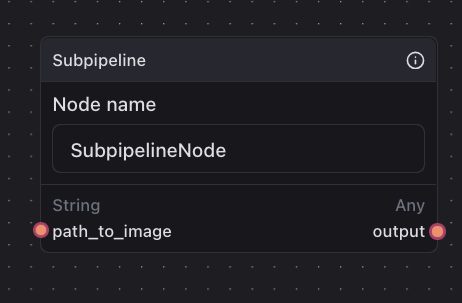 Subpipeline
Node name
SubpipelineNode
String Any
path_to_image output